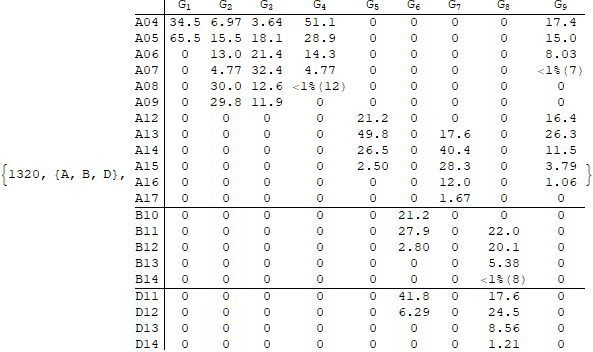 G1 G2 G3 G4 G5 G6 G7 G8 G9
A04 34.5 6.97 3.64 51.1 0 0 0 0 17.4
A05 65.5 15.5 18.1 28.9 0 0 0 0 15.0
A06 0 13.0 21.4 14.3 0 0 0 0 8.03
A07 0 4.77 32.4 4.77 0 0 0 0 <1%(7)
A08 0 30.0 12.6 <1%(12) 0 0 0 0 0
A09 0 29.8 11.9 0 0 0 0 0 0
A12 0 0 0 0 21.2 0 0 0 16.4
A13 0 0 0 0 49.8 0 17.6 0 26.3
A14 0 0 0 0 26.5 0 40.4 0 11.5
{1320, {A, B, D}, A15 0 0 0 0 2.50 0 28.3 0 3.79 }
A16 0 0 0 0 0 0 12.0 0 1.06
A17 0 0 0 0 0 0 1.67 0 0
B10 0 0 0 0 0 21.2 0 0 0
B11 0 0 0 0 0 27.9 0 22.0 0
B12 0 0 0 0 0 2.80 0 20.1 0
B13 0 0 0 0 0 0 0 5.38 0
B14 0 0 0 0 0 0 0 <1%(8) 0
D11 0 0 0 0 0 41.8 0 17.6 0
D12 0 0 0 0 0 6.29 0 24.5 0
D13 0 0 0 0 0 0 0 8.56 0
D14 0 0 0 0 0 0 0 1.21 0